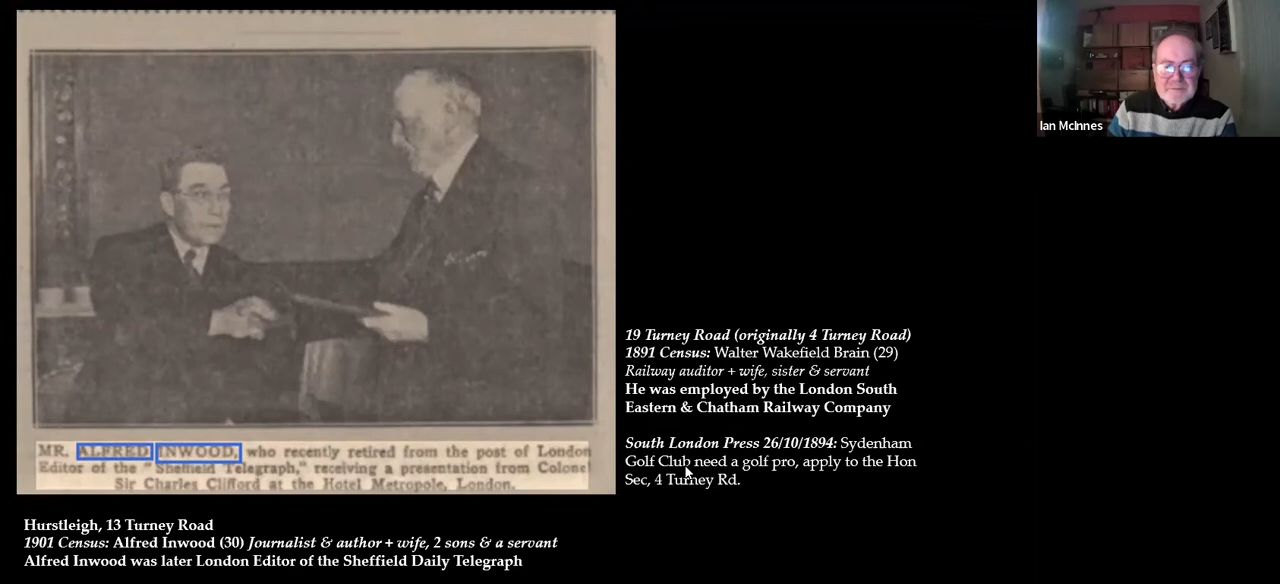 MR. ALFRED INWOOD, who recently retired from the post of London
Editor of the "Sheffield Telegraph," receiving a presentation from Colonel
Sir Charles Clifford at the Hotel Metropole, London.
Hurstleigh, 13 Turney Road
1901 Census: Alfred Inwood (30) Journalist & author + wife, 2 sons & a servant
Alfred Inwood was later London Editor of the Sheffield Daily Telegraph
19 Turney Road (originally 4 Turney Road)
1891 Census: Walter Wakefield Brain (29)
Railway auditor + wife, sister & servant
He was employed by the London South
Eastern & Chatham Railway Company
South London Press 26/10/1894: Sydenham
Golf Club need a golf pro, apply to the Hon
Sec, 4 Turney Rd.
Ian McInnes